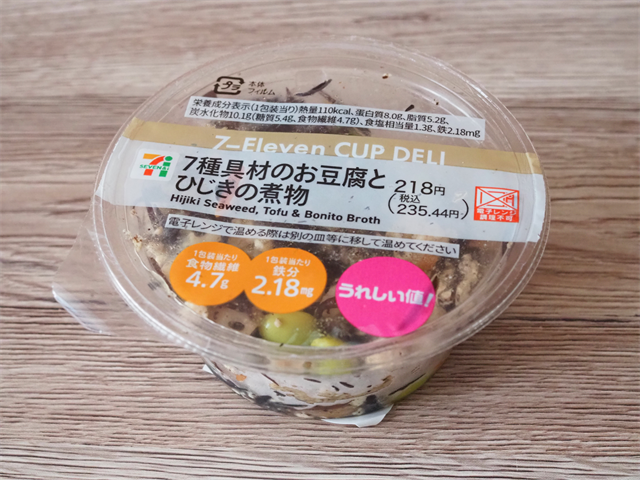 プラ
本体
フィルム
栄養成分表示(1包装当り)熱量110kcal、蛋白質8.0g、脂質5.2g、
炭水化物10.1g(糖質5.4g、食物繊維4.7g)、食塩相当量1.3g、鉄2.18mg
7-Eleven CUP DELI
7
SEVEN&i
7種具材のお豆腐と
ひじきの煮物
Hijiki Seaweed, Tofu & Bonito Broth
218円
(税込
235.44円)
電子レンジ
調理不可
電子レンジで温める際は別の皿等に移して温めてください
1包装当たり
食物繊維
4.7g
1包装当たり
鉄分
2.18mg
うれしい値!